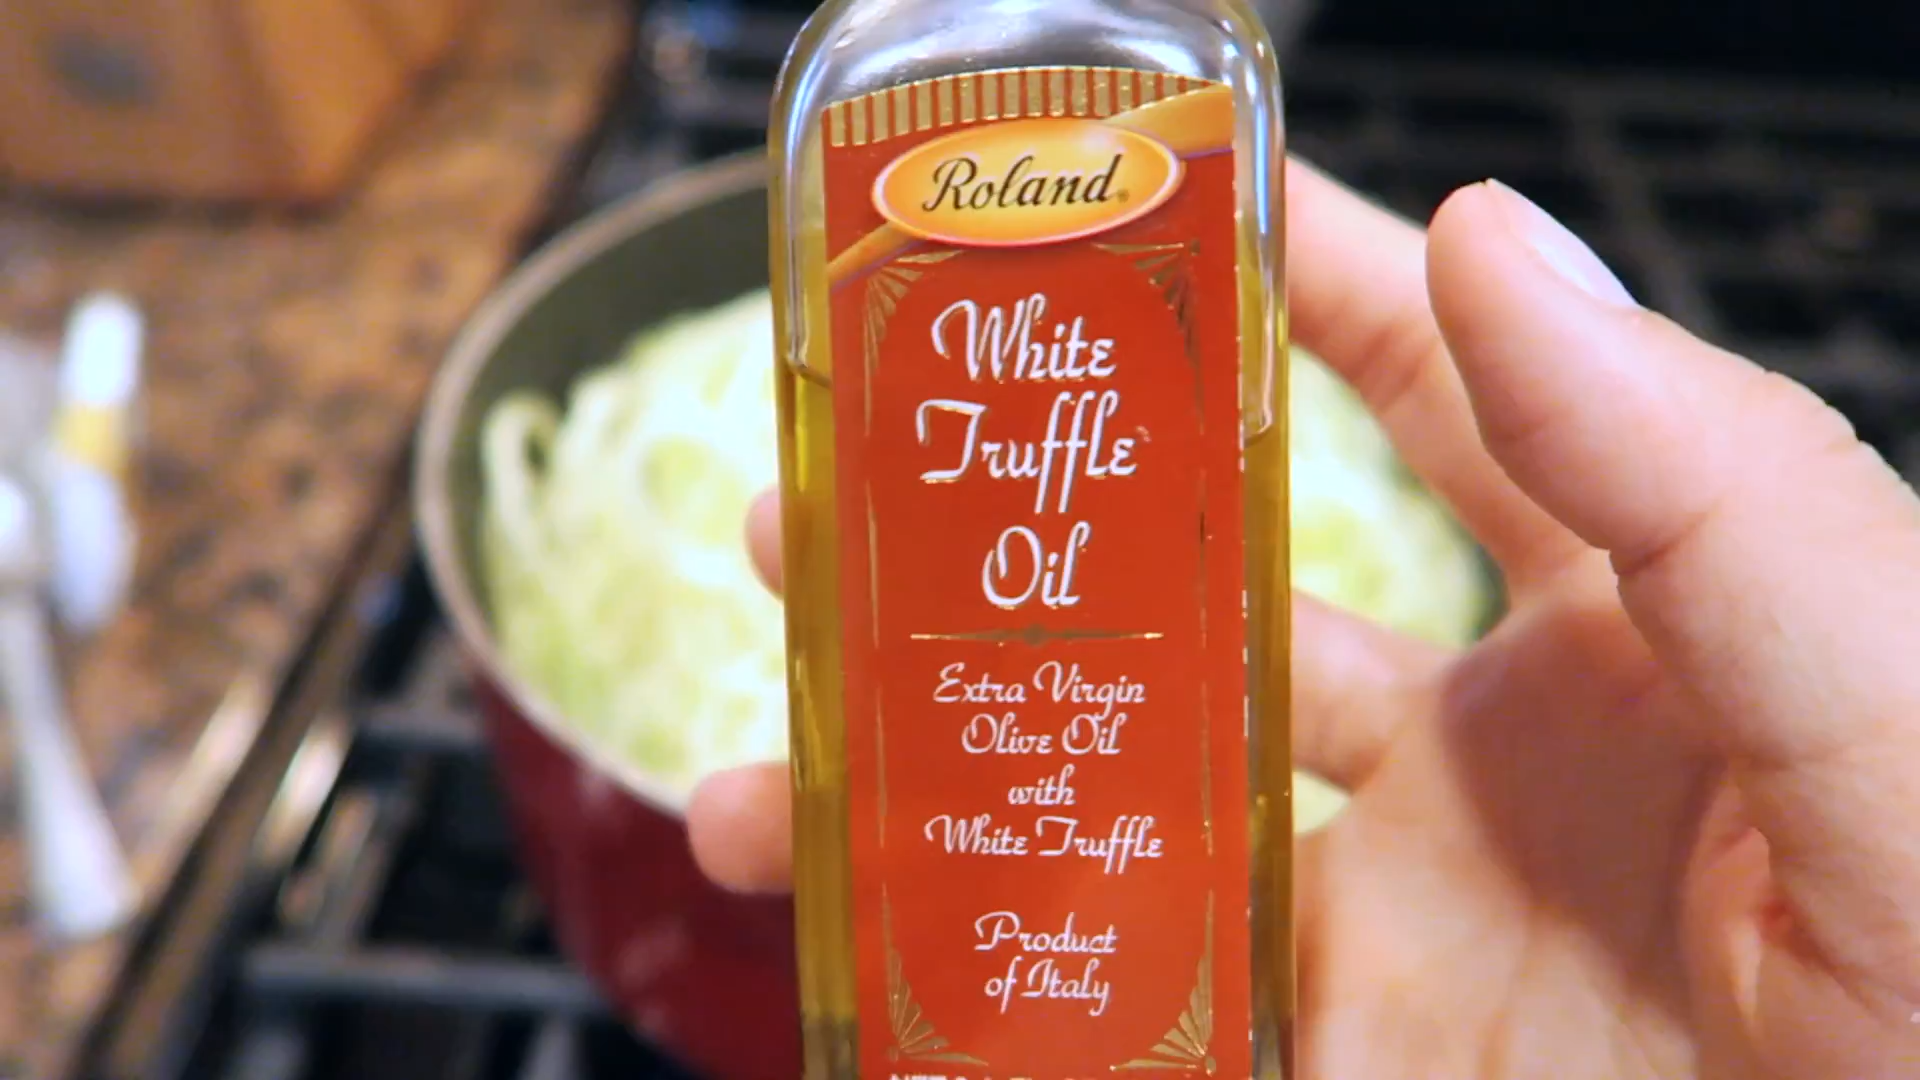 Roland®
White
Truffle
Oil
Extra Virgin
Olive Oil
with
White Truffle
Product
of Italy